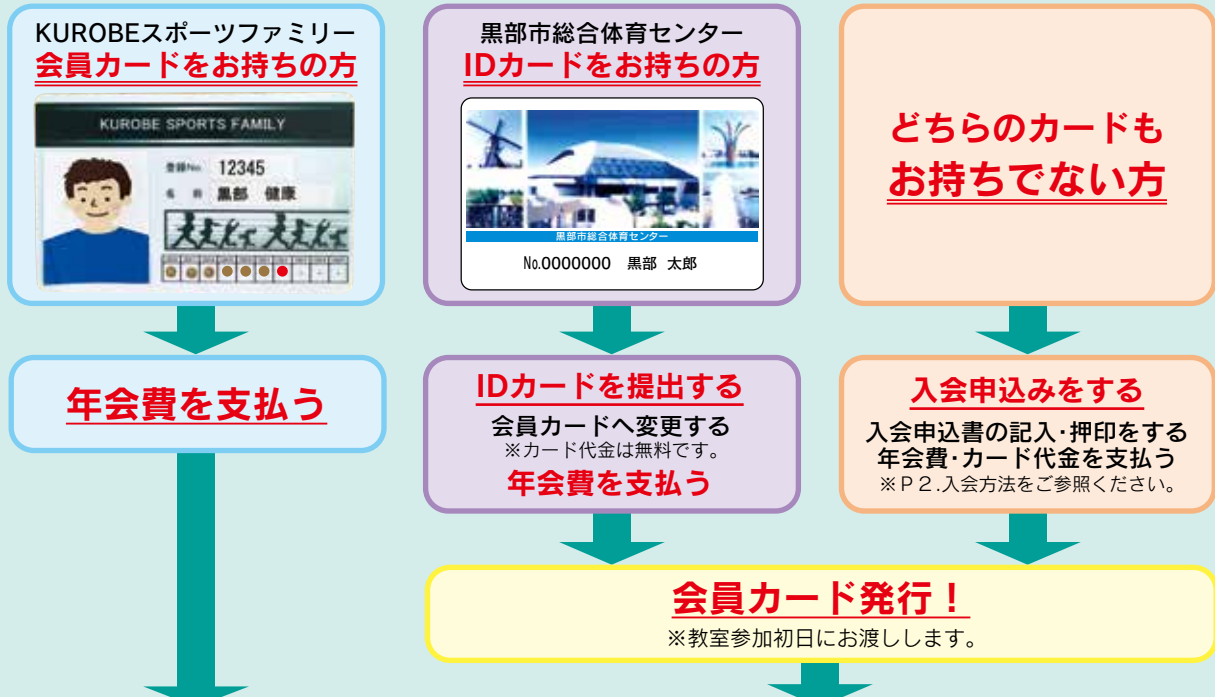 KUROBEスポーツファミリー
会員カードをお持ちの方
KUROBE SPORTS FAMILY
登録No. 12345
名 前 黒部 健康
年会費を支払う
黒部市総合体育センター
IDカードをお持ちの方
黒部市総合体育センター
No.0000000 黒部 太郎
IDカードを提出する
会員カードへ変更する
※カード代金は無料です。
年会費を支払う
どちらのカードも
お持ちでない方
入会申込みをする
入会申込書の記入・押印をする
年会費・カード代金を支払う
※P2.入会方法をご参照ください。
会員カード発行！
※教室参加初日にお渡しします。